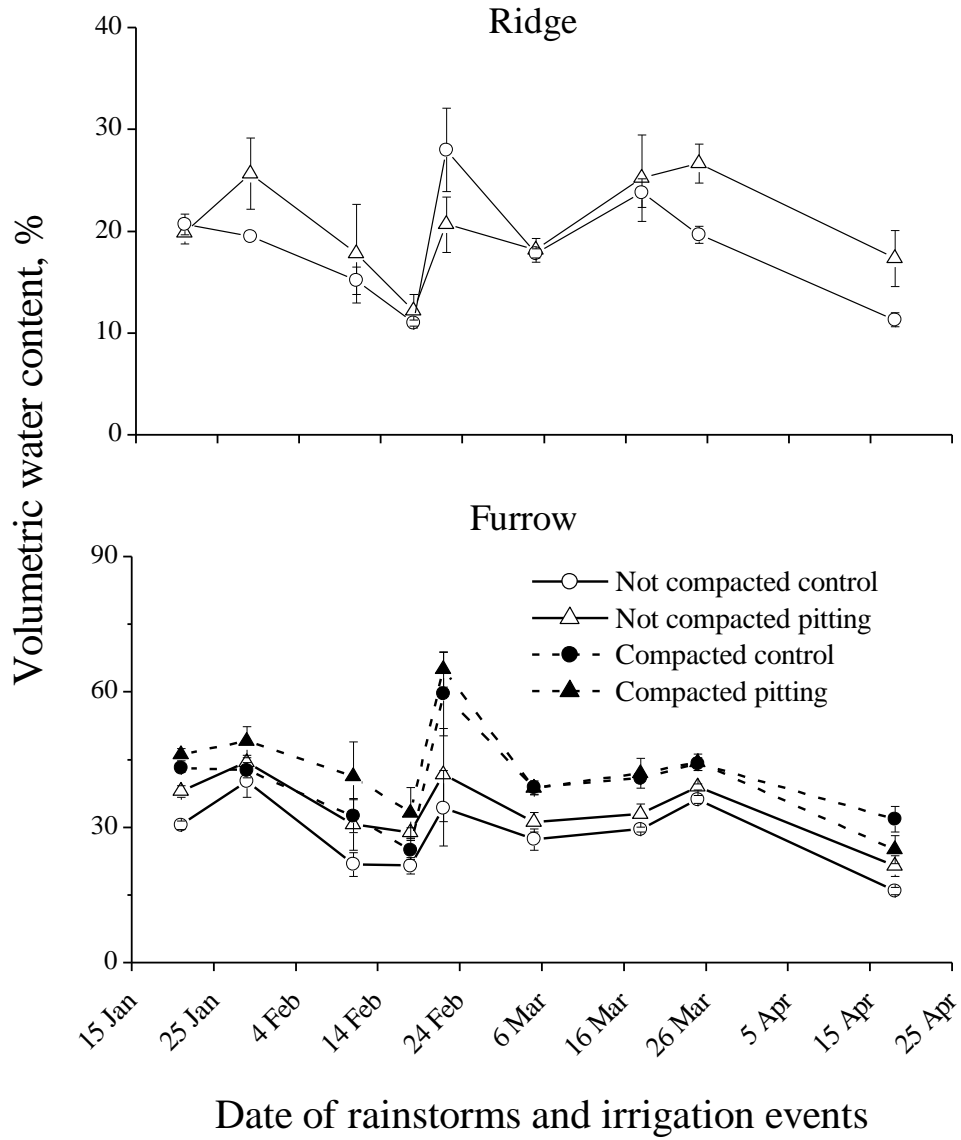 Ridge
40
30
20
10
0
Volumetric water content, %
Furrow
90
60
30
0
Not compacted control
Not compacted pitting
Compacted control
Compacted pitting
15 Jan
25 Jan
4 Feb
14 Feb
24 Feb
6 Mar
16 Mar
26 Mar
5 Apr
15 Apr
25 Apr
Date of rainstorms and irrigation events